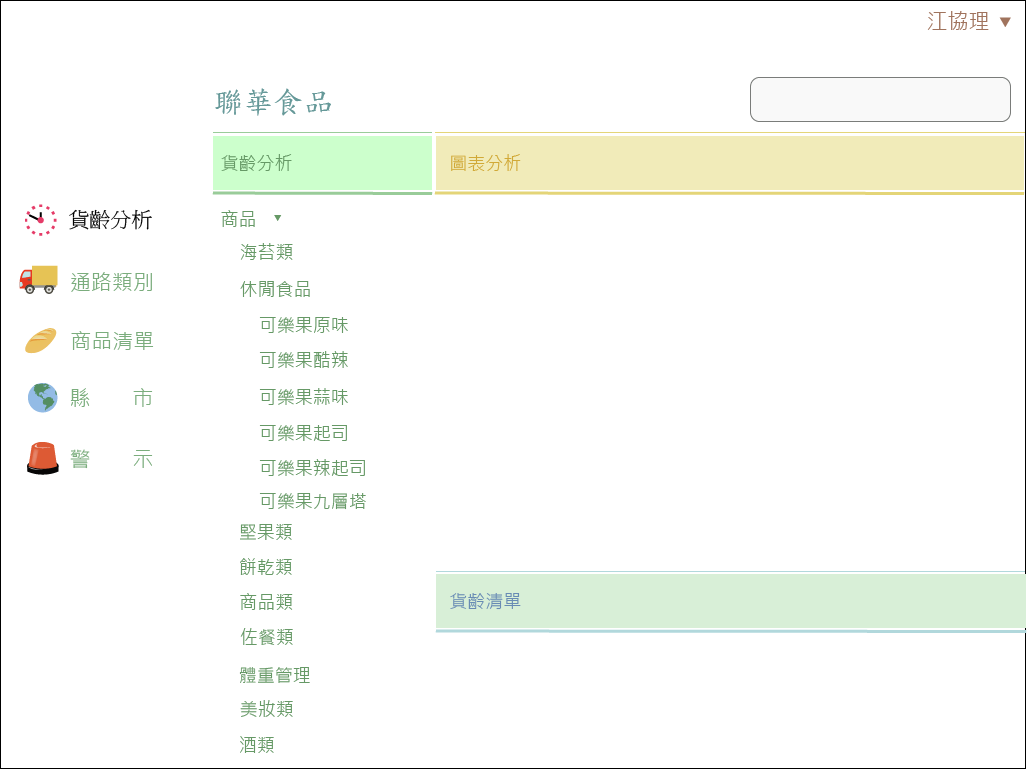 江協理 ▼
聯華食品
貨齡分析
圖表分析
貨齡分析
通路類別
商品清單
縣 市
警 示
商品 ▼
海苔類
休閒食品
可樂果原味
可樂果酷辣
可樂果蒜味
可樂果起司
可樂果辣起司
可樂果九層塔
堅果類
餅乾類
商品類
佐餐類
體重管理
美妝類
酒類
貨齡清單